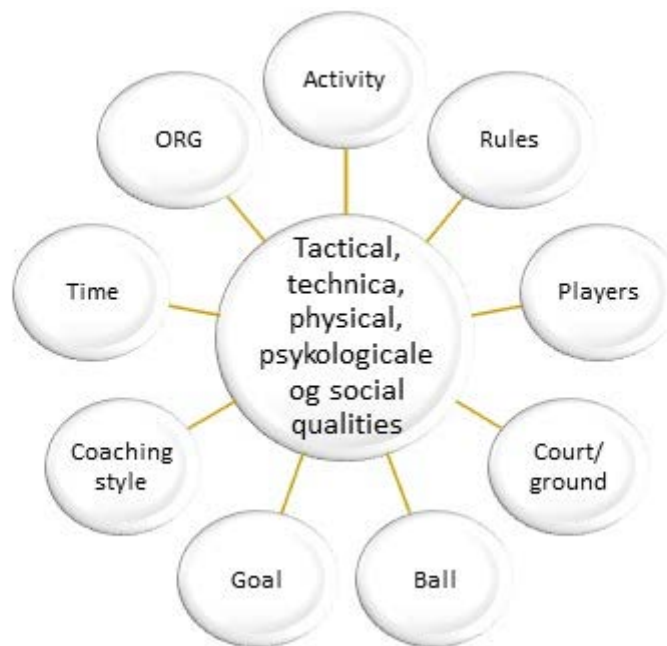 Activity
ORG
Rules
Tactical,
technica,
physical,
psykologicale
og social
qualities
Time
Players
Coaching
style
Court/
ground
Goal
Ball